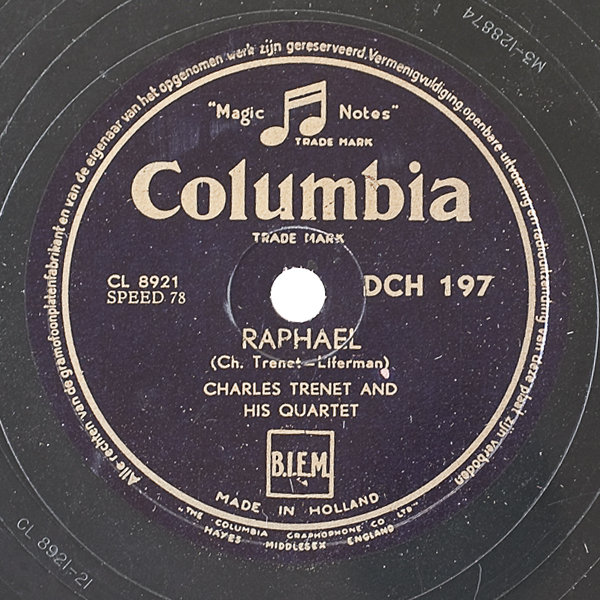 Alle rechten van de gramofoonplatenfabrikant en van de eigenaar van het opgenomen werk zijn gereserveerd. Vermenigvuldiging, openbare uitvoering en radiouitzending van deze plaat zijn verboden
M3-128874
"Magic Notes"
TRADE MARK
Columbia
TRADE MARK
CL 8921
SPEED 78
DCH 197
RAPHAEL
(Ch. Trenet-Liferman)
CHARLES TRENET AND
HIS QUARTET
B.I.E.M.
MADE IN HOLLAND
"THE COLUMBIA GRAPHOPHONE CO LTD"
HAYES MIDDLESEX ENGLAND
CL 8921-21